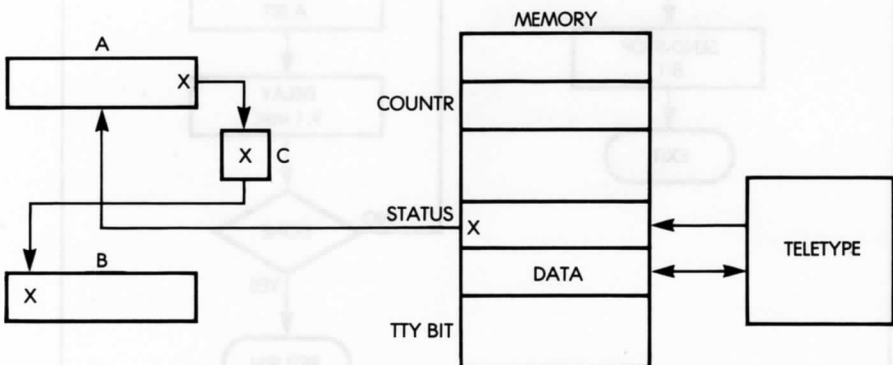 MEMORY
A
X
COUNTR
X C
STATUS
X
TELETYPE
B
DATA
X
TTY BIT